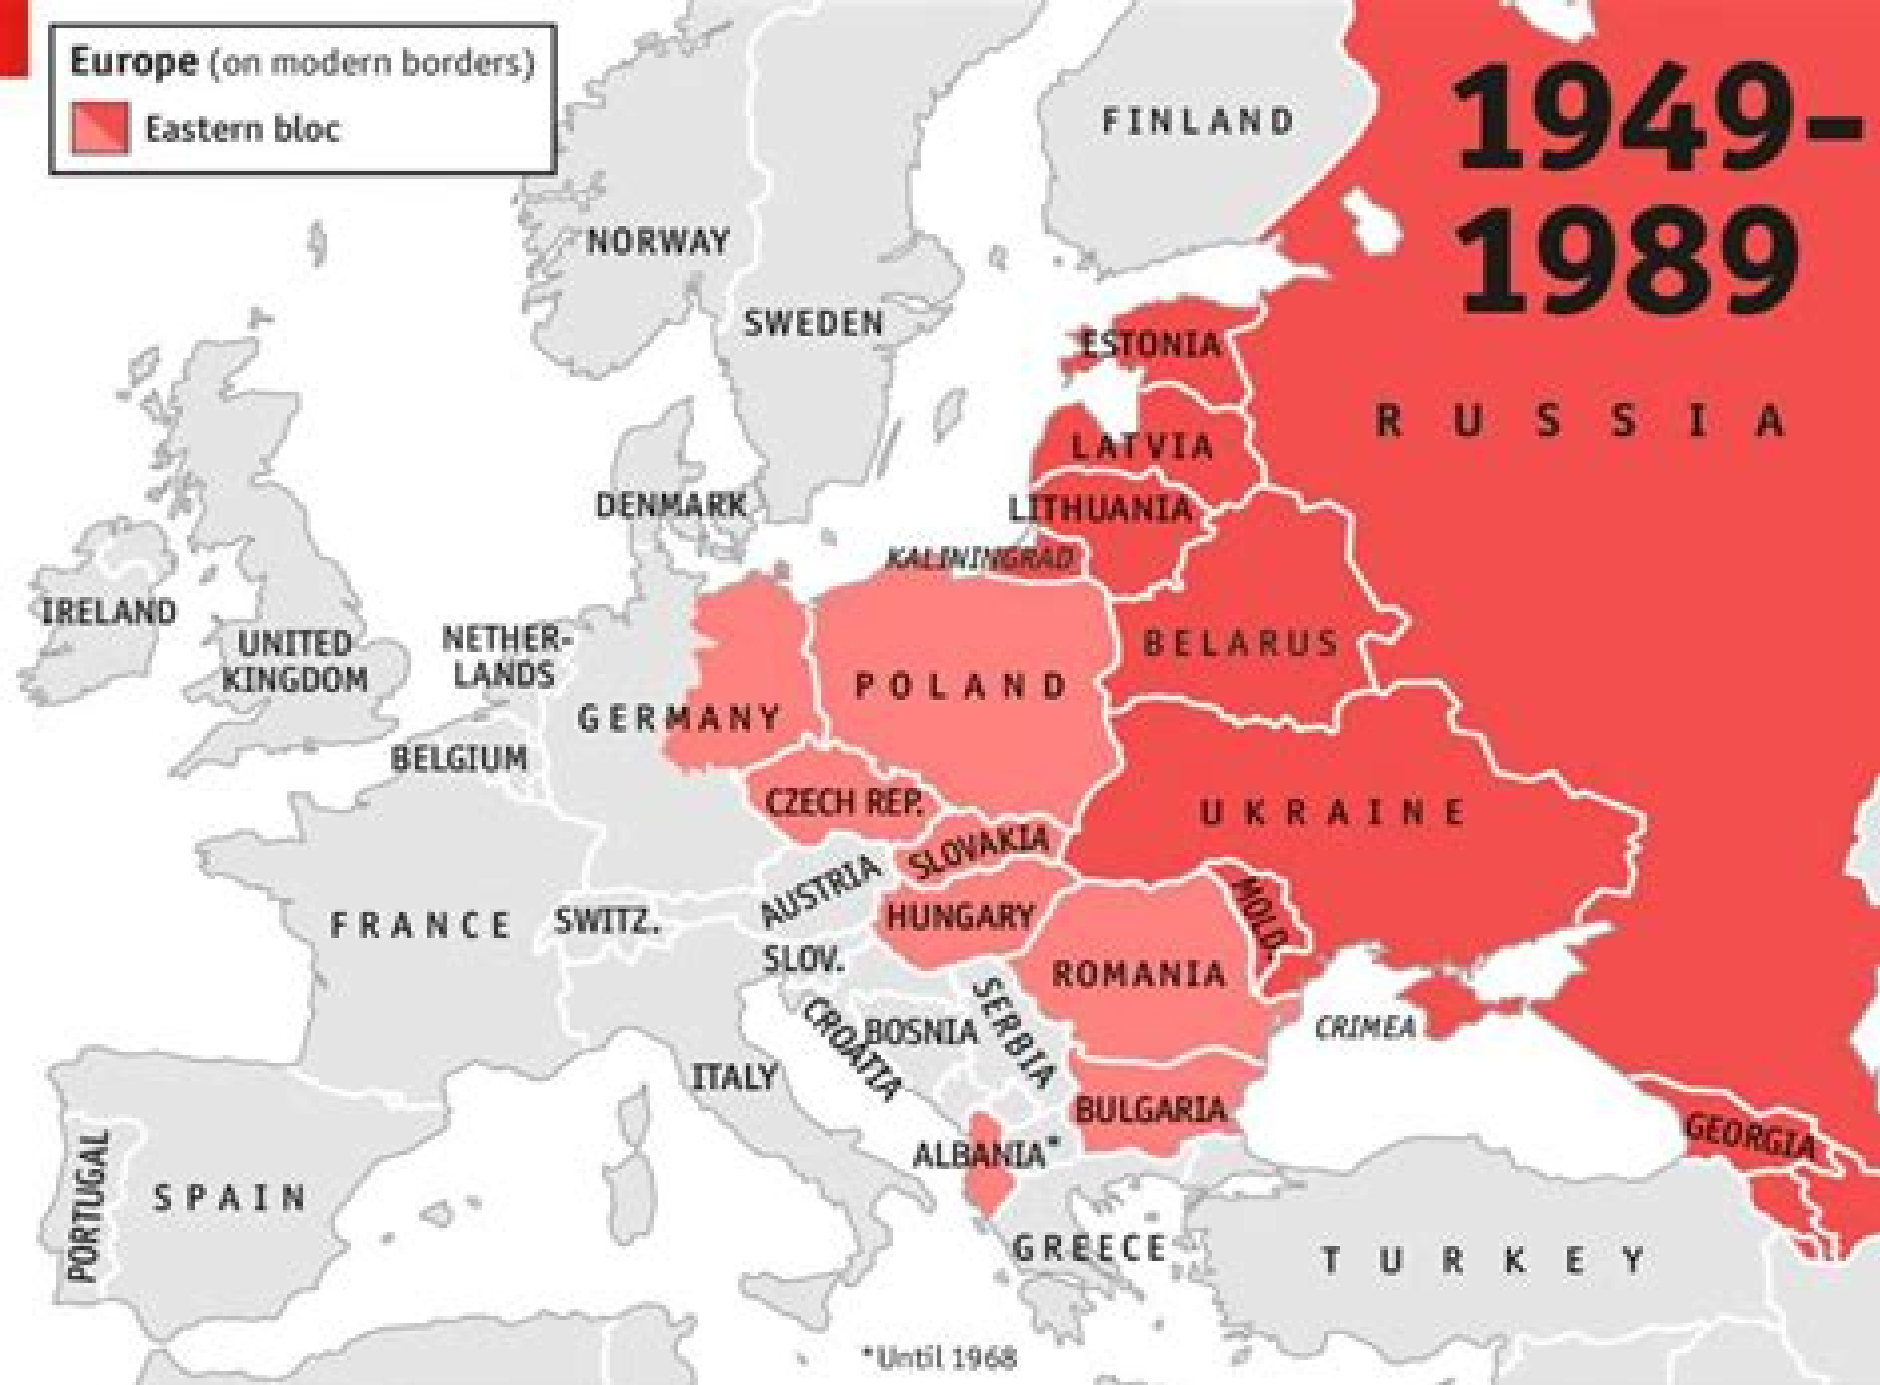 Europe (on modern borders)
Eastern bloc
1949-
1989
FINLAND
NORWAY
SWEDEN
ESTONIA
RUSSIA
LATVIA
LITHUANIA
DENMARK
KALININGRAD
IRELAND
UNITED
KINGDOM
NETHER-
LANDS
BELARUS
POLAND
GERMANY
BELGIUM
CZECH REP.
UKRAINE
SLOVAKIA
AUSTRIA
FRANCE
SWITZ.
HUNGARY
MOLD.
SLOV.
ROMANIA
CROATIA
BOSNIA
SERBIA
CRIMEA
ITALY
BULGARIA
GEORGIA
ALBANIA*
PORTUGAL
SPAIN
GREECE
TURKEY
*Until 1968